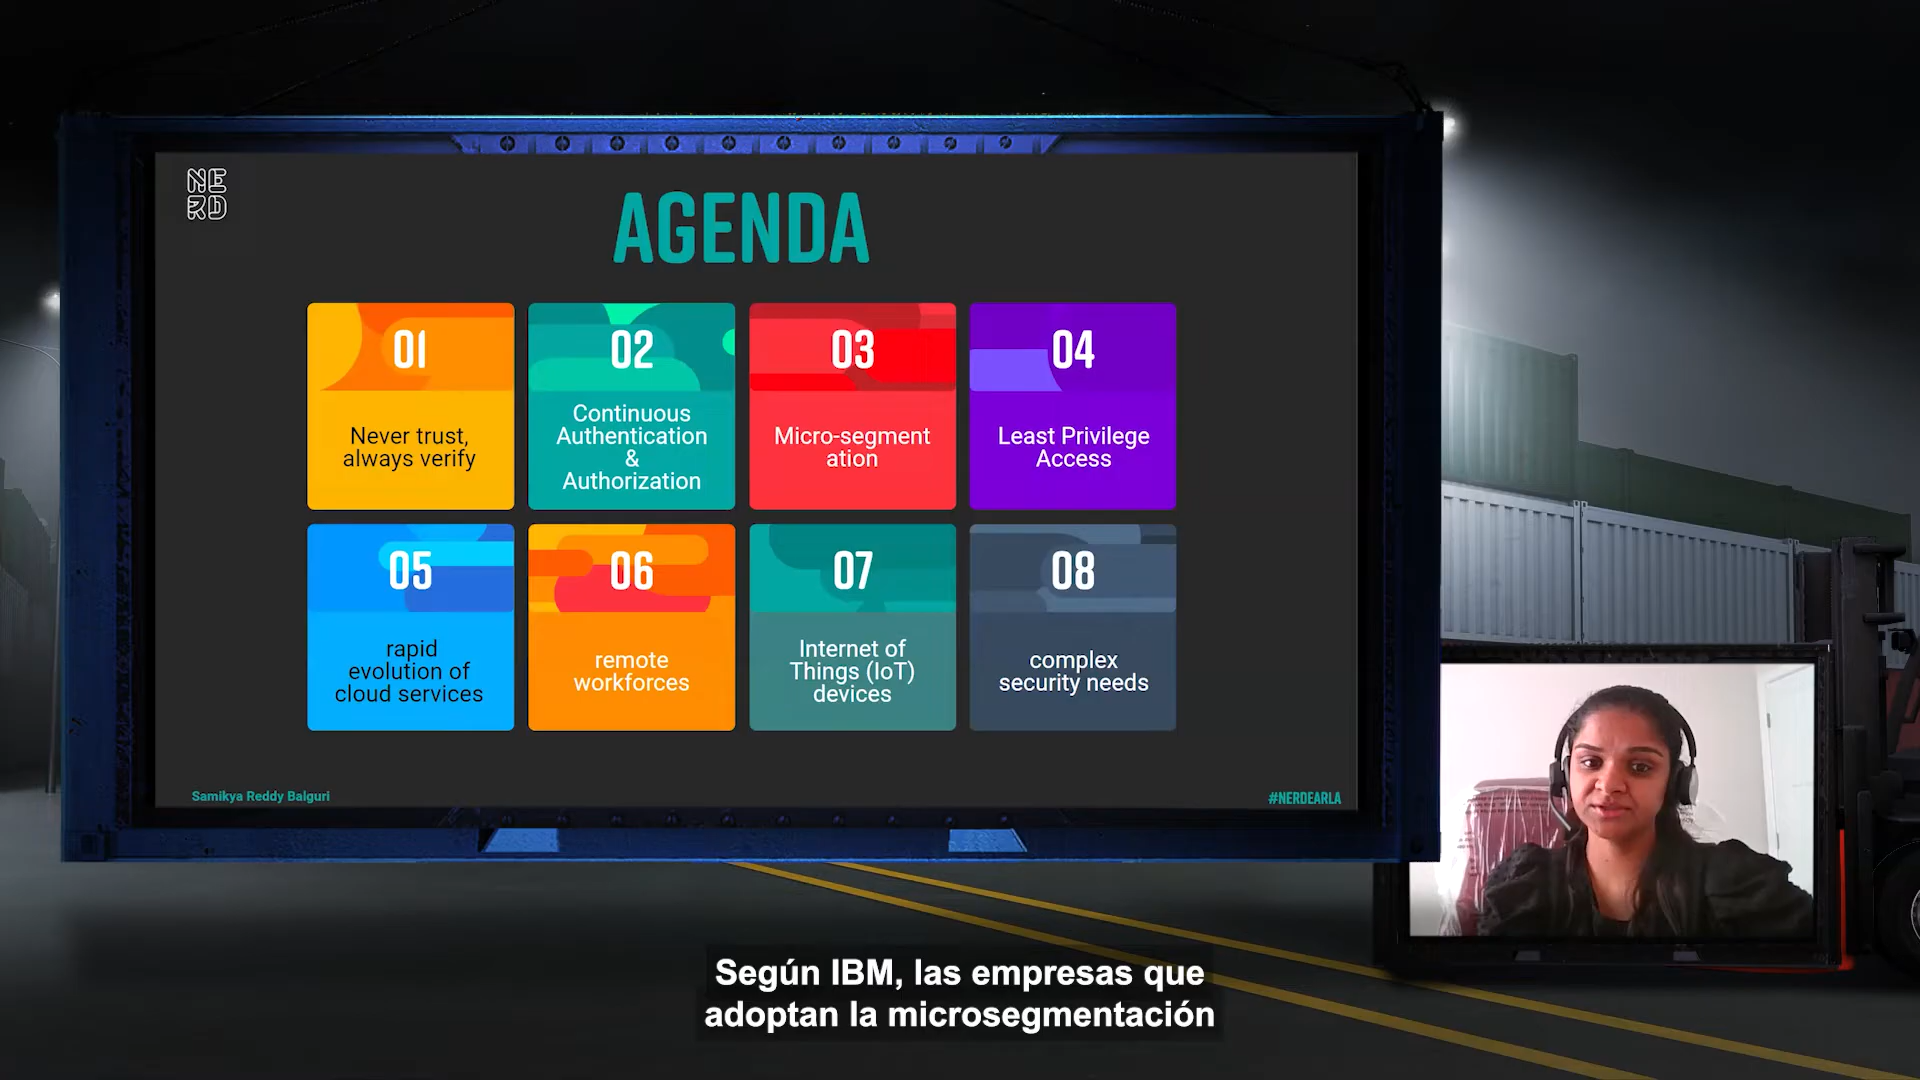 NE
RD
AGENDA
01
Never trust,
always verify
02
Continuous
Authentication
&
Authorization
03
Micro-segment
ation
04
Least Privilege
Access
05
rapid
evolution of
cloud services
06
remote
workforces
07
Internet of
Things (IoT)
devices
08
complex
security needs
Samikya Reddy Balguri
#NERDEARLA
Según IBM, las empresas que
adoptan la microsegmentación